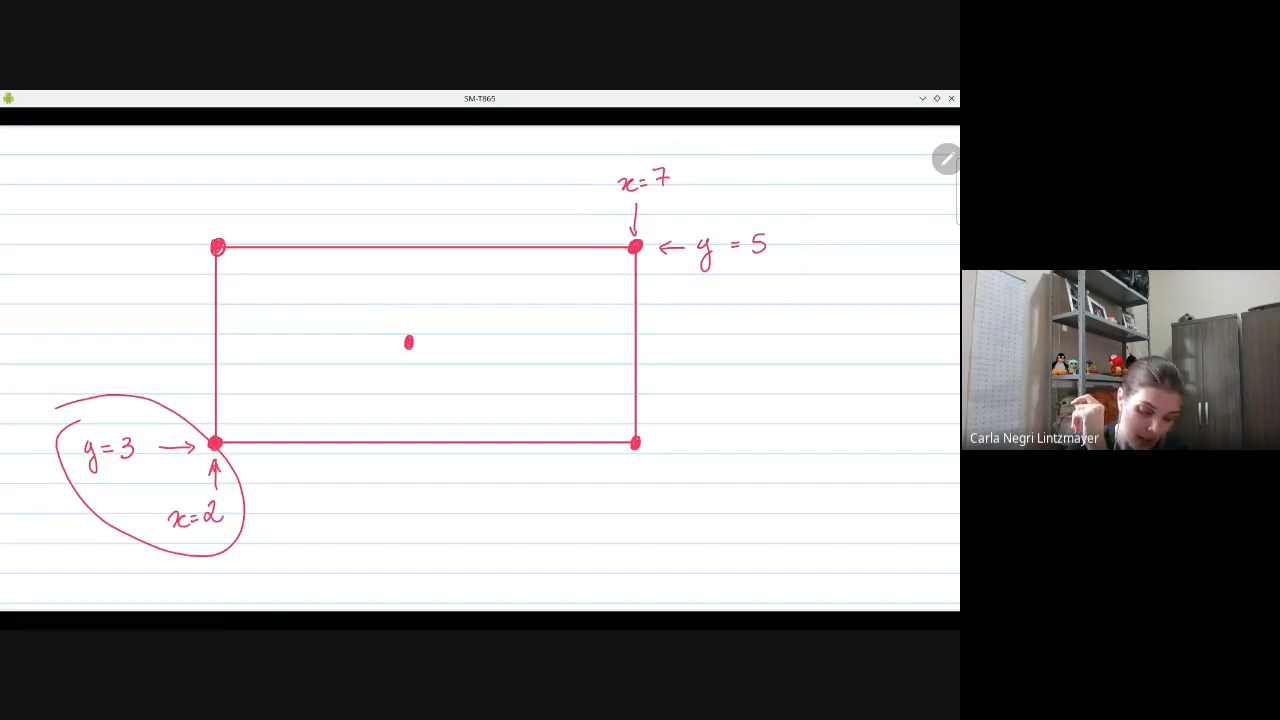 SM-T865
x=7
← y = 5
y=3 →
x=2
Carla Negri Lintzmayer